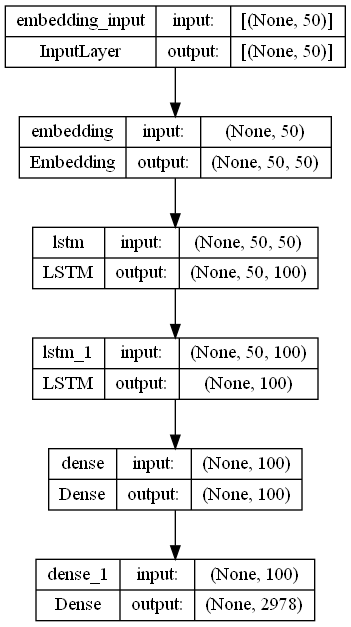 embedding_input input: [(None, 50)]
InputLayer output: [(None, 50)]
embedding input: (None, 50)
Embedding output: (None, 50, 50)
lstm input: (None, 50, 50)
LSTM output: (None, 50, 100)
lstm_1 input: (None, 50, 100)
LSTM output: (None, 100)
dense input: (None, 100)
Dense output: (None, 100)
dense_1 input: (None, 100)
Dense output: (None, 2978)